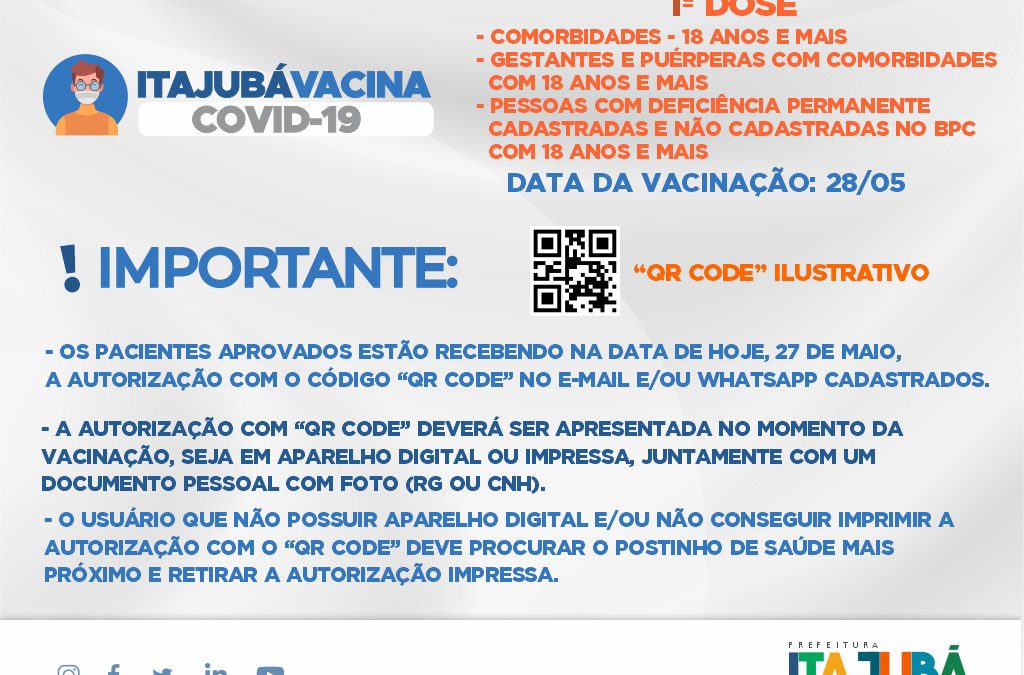 1ª DOSE
- COMORBIDADES - 18 ANOS E MAIS
- GESTANTES E PUÉRPERAS COM COMORBIDADES
COM 18 ANOS E MAIS
- PESSOAS COM DEFICIÊNCIA PERMANENTE
CADASTRADAS E NÃO CADASTRADAS NO BPC
COM 18 ANOS E MAIS
DATA DA VACINAÇÃO: 28/05
ITAJUBÁVACINA
COVID-19
! IMPORTANTE:
“QR CODE” ILUSTRATIVO
- OS PACIENTES APROVADOS ESTÃO RECEBENDO NA DATA DE HOJE, 27 DE MAIO,
A AUTORIZAÇÃO COM O CÓDIGO “QR CODE” NO E-MAIL E/OU WHATSAPP CADASTRADOS.
- A AUTORIZAÇÃO COM “QR CODE” DEVERÁ SER APRESENTADA NO MOMENTO DA
VACINAÇÃO, SEJA EM APARELHO DIGITAL OU IMPRESSA, JUNTAMENTE COM UM
DOCUMENTO PESSOAL COM FOTO (RG OU CNH).
- O USUÁRIO QUE NÃO POSSUIR APARELHO DIGITAL E/OU NÃO CONSEGUIR IMPRIMIR A
AUTORIZAÇÃO COM O “QR CODE” DEVE PROCURAR O POSTINHO DE SAÚDE MAIS
PRÓXIMO E RETIRAR A AUTORIZAÇÃO IMPRESSA.
PREFEITURA
ITAJUBÁ